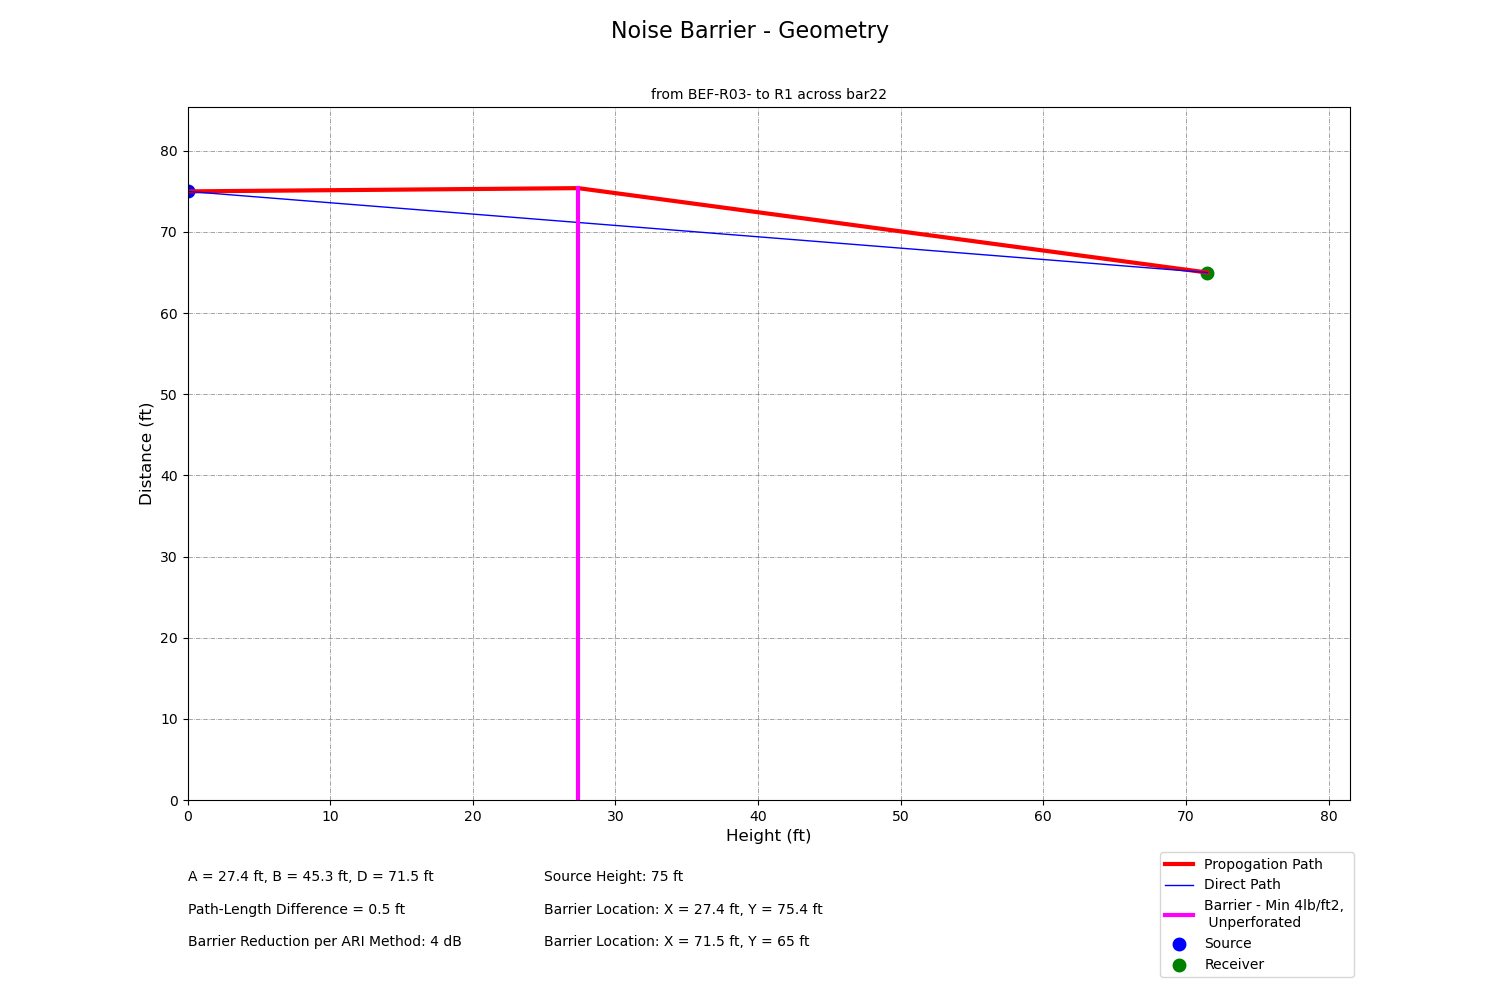 Noise Barrier - Geometry
from BEF-R03- to R1 across bar22
80
70
60
50
40
30
20
10
0
Distance (ft)
0 10 20 30 40 50 60 70 80
Height (ft)
A = 27.4 ft, B = 45.3 ft, D = 71.5 ft
Path-Length Difference = 0.5 ft
Barrier Reduction per ARI Method: 4 dB
Source Height: 75 ft
Barrier Location: X = 27.4 ft, Y = 75.4 ft
Barrier Location: X = 71.5 ft, Y = 65 ft
Propogation Path
Direct Path
Barrier - Min 4lb/ft2,
Unperforated
Source
Receiver